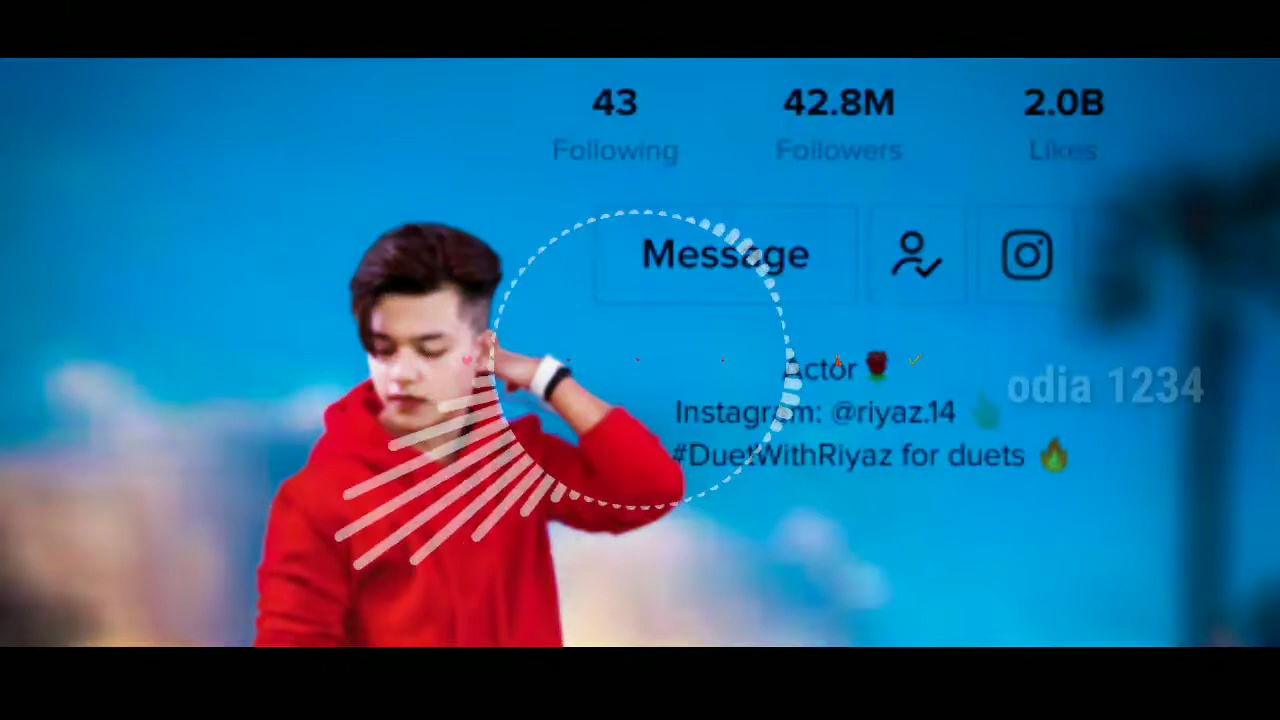 43 42.8M 2.0B
Following Followers Likes
Message
Actor
odia 1234
Instagram: @riyaz.14
#DuetWithRiyaz for duets